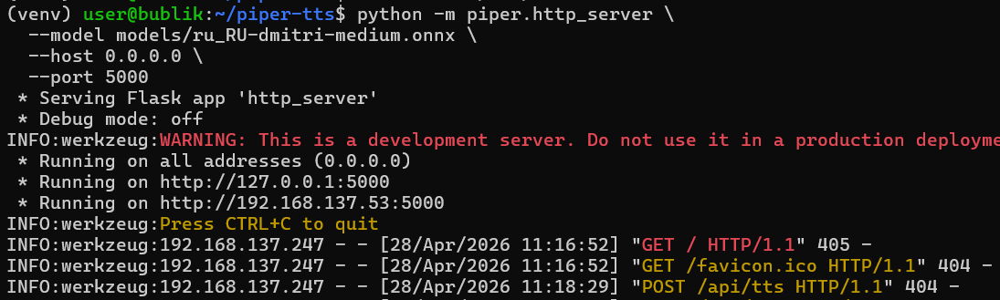 (venv) user@bublik:~/piper-tts$ python -m piper.http_server \
  --model models/ru_RU-dmitri-medium.onnx \
  --host 0.0.0.0 \
  --port 5000
 * Serving Flask app 'http_server'
 * Debug mode: off
INFO:werkzeug:WARNING: This is a development server. Do not use it in a production deployme
 * Running on all addresses (0.0.0.0)
 * Running on http://127.0.0.1:5000
 * Running on http://192.168.137.53:5000
INFO:werkzeug:Press CTRL+C to quit
INFO:werkzeug:192.168.137.247 - - [28/Apr/2026 11:16:52] "GET / HTTP/1.1" 405 -
INFO:werkzeug:192.168.137.247 - - [28/Apr/2026 11:16:52] "GET /favicon.ico HTTP/1.1" 404 -
INFO:werkzeug:192.168.137.247 - - [28/Apr/2026 11:18:29] "POST /api/tts HTTP/1.1" 404 -